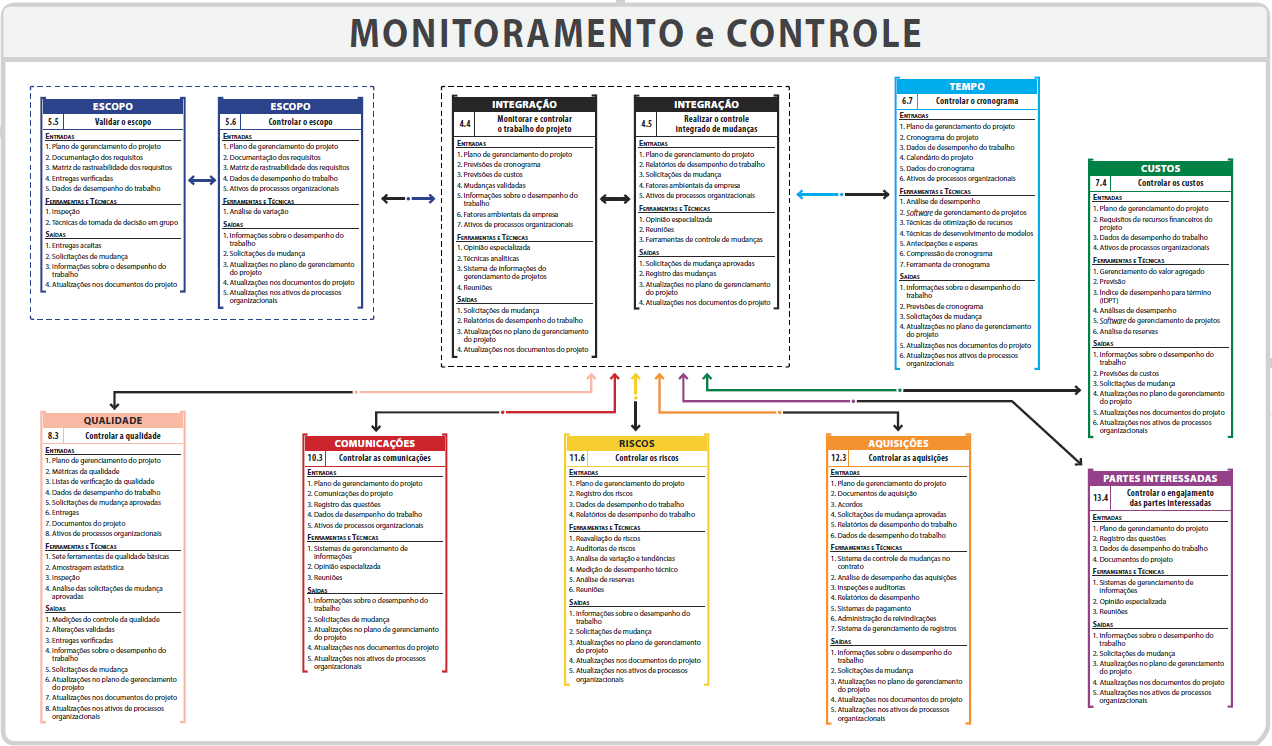 MONITORAMENTO e CONTROLE
ESCOPO
5.5 Validar o escopo
ENTRADAS
1. Plano de gerenciamento do projeto
2. Documentação dos requisitos
3. Matriz de rastreabilidade dos requisitos
4. Entregas verificadas
5. Dados de desempenho do trabalho
FERRAMENTAS E TÉCNICAS
1. Inspeção
2. Técnicas de tomada de decisão em grupo
SAÍDAS
1. Entregas aceitas
2. Solicitações de mudança
3. Informações sobre o desempenho do
trabalho
4. Atualizações nos documentos do projeto
ESCOPO
5.6 Controlar o escopo
ENTRADAS
1. Plano de gerenciamento do projeto
2. Documentação dos requisitos
3. Matriz de rastreabilidade dos requisitos
4. Dados de desempenho do trabalho
5. Ativos de processos organizacionais
FERRAMENTAS E TÉCNICAS
1. Análise de variação
SAÍDAS
1. Informações sobre o desempenho do
trabalho
2. Solicitações de mudança
3. Atualizações no plano de gerenciamento
do projeto
4. Atualizações nos documentos do projeto
5. Atualizações nos ativos de processos
organizacionais
INTEGRAÇÃO
4.4 Monitorar e controlar
o trabalho do projeto
ENTRADAS
1. Plano de gerenciamento do projeto
2. Previsões de cronograma
3. Previsões de custos
4. Mudanças validadas
5. Informações sobre o desempenho do
trabalho
6. Fatores ambientais da empresa
7. Ativos de processos organizacionais
FERRAMENTAS E TÉCNICAS
1. Opinião especializada
2. Técnicas analíticas
3. Sistema de informações do
gerenciamento de projetos
4. Reuniões
SAÍDAS
1. Solicitações de mudança
2. Relatórios de desempenho do trabalho
3. Atualizações no plano de gerenciamento
do projeto
4. Atualizações nos documentos do projeto
INTEGRAÇÃO
4.5 Realizar o controle
integrado de mudanças
ENTRADAS
1. Plano de gerenciamento do projeto
2. Relatórios de desempenho do trabalho
3. Solicitações de mudança
4. Fatores ambientais da empresa
5. Ativos de processos organizacionais
FERRAMENTAS E TÉCNICAS
1. Opinião especializada
2. Reuniões
3. Ferramentas de controle de mudanças
SAÍDAS
1. Solicitações de mudança aprovadas
2. Registro das mudanças
3. Atualizações no plano de gerenciamento
do projeto
4. Atualizações nos documentos do projeto
TEMPO
6.7 Controlar o cronograma
ENTRADAS
1. Plano de gerenciamento do projeto
2. Cronograma do projeto
3. Dados de desempenho do trabalho
4. Calendário do projeto
5. Dados do cronograma
6. Ativos de processos organizacionais
FERRAMENTAS E TÉCNICAS
1. Análise de desempenho
2. Software de gerenciamento de projetos
3. Técnicas de otimização de recursos
4. Técnicas de desenvolvimento de modelos
5. Antecipações e esperas
6. Compressão de cronograma
7. Ferramenta de cronograma
SAÍDAS
1. Informações sobre o desempenho do
trabalho
2. Previsões de cronograma
3. Solicitações de mudança
4. Atualizações no plano de gerenciamento
do projeto
5. Atualizações nos documentos do projeto
6. Atualizações nos ativos de processos
organizacionais
CUSTOS
7.4 Controlar os custos
ENTRADAS
1. Plano de gerenciamento do projeto
2. Requisitos de recursos financeiros do
projeto
3. Dados de desempenho do trabalho
4. Ativos de processos organizacionais
FERRAMENTAS E TÉCNICAS
1. Gerenciamento do valor agregado
2. Previsão
3. Índice de desempenho para término
(IDPT)
4. Análises de desempenho
5. Software de gerenciamento de projetos
6. Análise de reservas
SAÍDAS
1. Informações sobre o desempenho do
trabalho
2. Previsões de custos
3. Solicitações de mudança
4. Atualizações no plano de gerenciamento
do projeto
5. Atualizações nos documentos do projeto
6. Atualizações nos ativos de processos
organizacionais
QUALIDADE
8.3 Controlar a qualidade
ENTRADAS
1. Plano de gerenciamento do projeto
2. Métricas da qualidade
3. Listas de verificação da qualidade
4. Dados de desempenho do trabalho
5. Solicitações de mudança aprovadas
6. Entregas
7. Documentos do projeto
8. Ativos de processos organizacionais
FERRAMENTAS E TÉCNICAS
1. Sete ferramentas de qualidade básicas
2. Amostragem estatística
3. Inspeção
4. Análise das solicitações de mudança
aprovadas
SAÍDAS
1. Medições do controle da qualidade
2. Alterações validadas
3. Entregas verificadas
4. Informações sobre o desempenho do
trabalho
5. Solicitações de mudança
6. Atualizações no plano de gerenciamento
do projeto
7. Atualizações nos documentos do projeto
8. Atualizações nos ativos de processos
organizacionais
COMUNICAÇÕES
10.3 Controlar as comunicações
ENTRADAS
1. Plano de gerenciamento do projeto
2. Comunicações do projeto
3. Registro das questões
4. Dados de desempenho do trabalho
5. Ativos de processos organizacionais
FERRAMENTAS E TÉCNICAS
1. Sistemas de gerenciamento de
informações
2. Opinião especializada
3. Reuniões
SAÍDAS
1. Informações sobre o desempenho do
trabalho
2. Solicitações de mudança
3. Atualizações no plano de gerenciamento
do projeto
4. Atualizações nos documentos do projeto
5. Atualizações nos ativos de processos
organizacionais
RISCOS
11.6 Controlar os riscos
ENTRADAS
1. Plano de gerenciamento do projeto
2. Registro dos riscos
3. Dados de desempenho do trabalho
4. Relatórios de desempenho do trabalho
FERRAMENTAS E TÉCNICAS
1. Reavaliação de riscos
2. Auditorias de riscos
3. Análise de variação e tendências
4. Medição de desempenho técnico
5. Análise de reservas
6. Reuniões
SAÍDAS
1. Informações sobre o desempenho do
trabalho
2. Solicitações de mudança
3. Atualizações no plano de gerenciamento
do projeto
4. Atualizações nos documentos do projeto
5. Atualizações nos ativos de processos
organizacionais
AQUISIÇÕES
12.3 Controlar as aquisições
ENTRADAS
1. Plano de gerenciamento do projeto
2. Documentos de aquisição
3. Acordos
4. Solicitações de mudança aprovadas
5. Relatórios de desempenho do trabalho
6. Dados de desempenho do trabalho
FERRAMENTAS E TÉCNICAS
1. Sistema de controle de mudanças no
contrato
2. Análise de desempenho das aquisições
3. Inspeções e auditorias
4. Relatórios de desempenho
5. Sistemas de pagamento
6. Administração de reivindicações
7. Sistema de gerenciamento de registros
SAÍDAS
1. Informações sobre o desempenho do
trabalho
2. Solicitações de mudança
3. Atualizações no plano de gerenciamento
do projeto
4. Atualizações nos documentos do projeto
5. Atualizações nos ativos de processos
organizacionais
PARTES INTERESSADAS
13.4 Controlar o engajamento
das partes interessadas
ENTRADAS
1. Plano de gerenciamento do projeto
2. Registro das questões
3. Dados de desempenho do trabalho
4. Documentos do projeto
FERRAMENTAS E TÉCNICAS
1. Sistemas de gerenciamento de
Informações
2. Opinião especializada
3. Reuniões
SAÍDAS
1. Informações sobre o desempenho do
trabalho
2. Solicitações de mudança
3. Atualizações no plano de gerenciamento
do projeto
4. Atualizações nos documentos do projeto
5. Atualizações nos ativos de processos
organizacionais